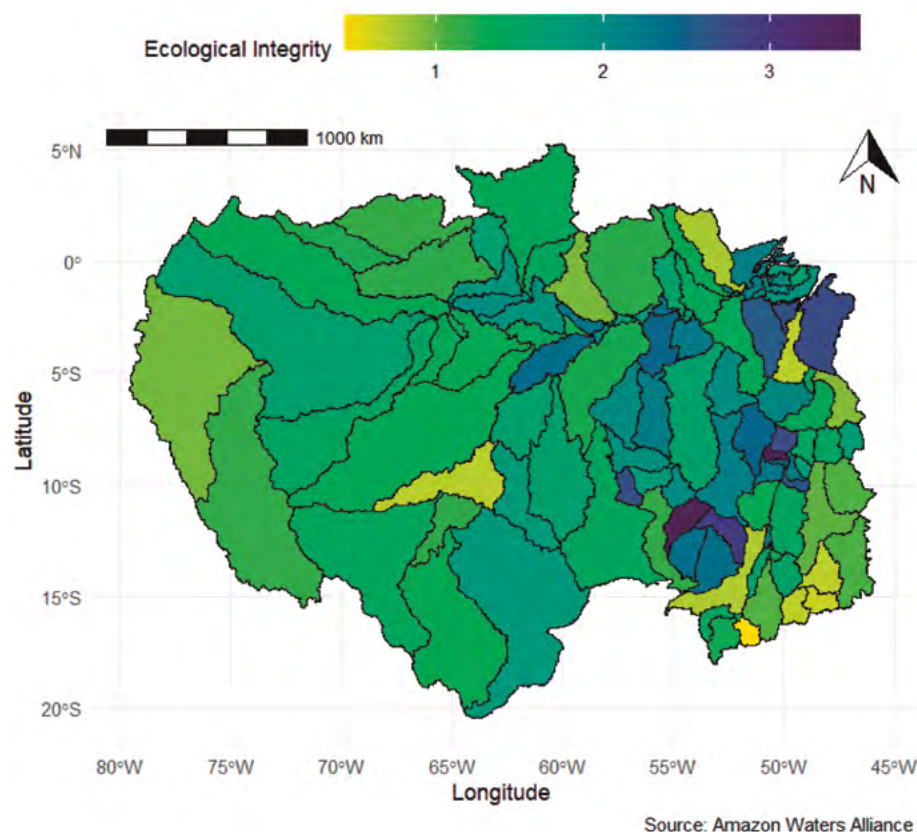 Ecological Integrity
1 2 3
1000 km
N
5°N
0°
5°S
10°S
15°S
20°S
Latitude
80°W 75°W 70°W 65°W 60°W 55°W 50°W 45°W
Longitude
Source: Amazon Waters Alliance